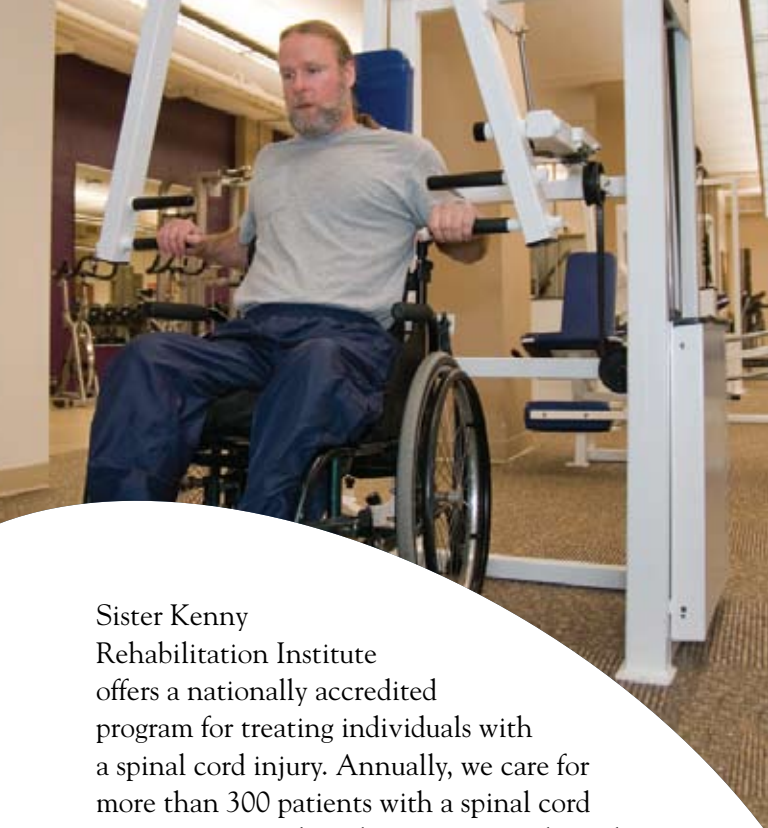 Sister Kenny
Rehabilitation Institute
offers a nationally accredited
program for treating individuals with
a spinal cord injury. Annually, we care for
more than 300 patients with a spinal cord